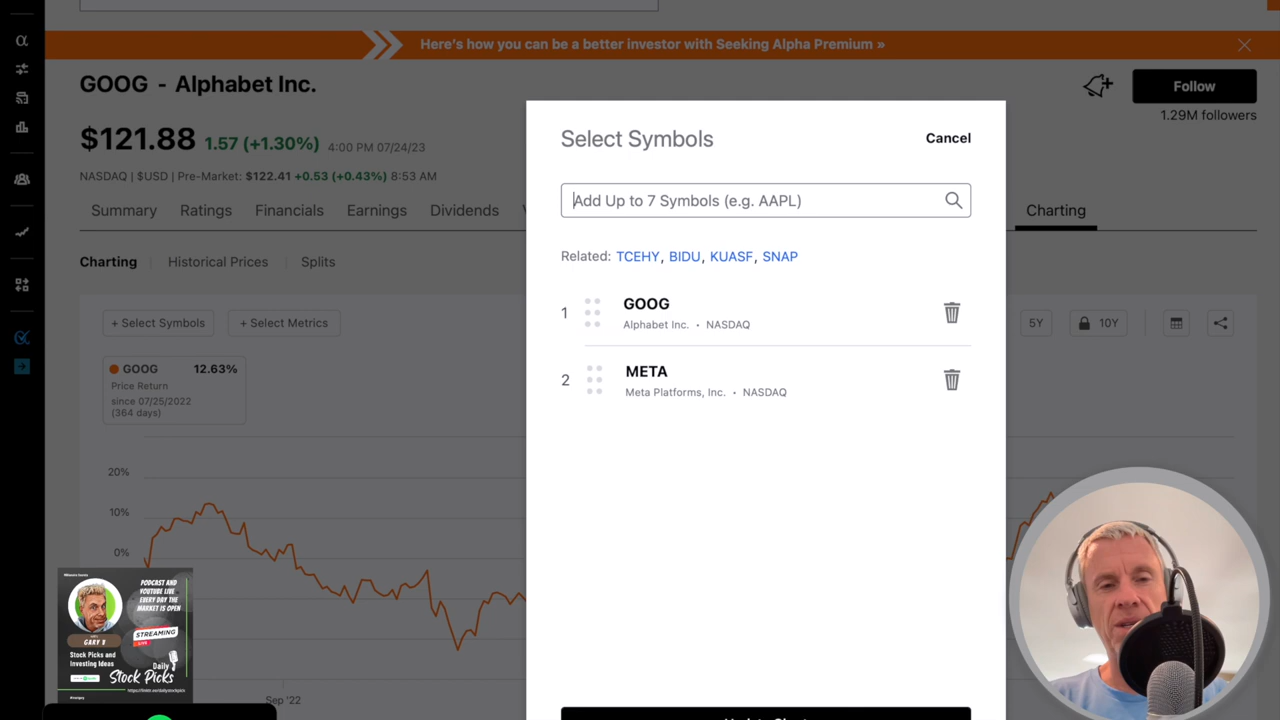 Here's how you can be a better investor with Seeking Alpha Premium »
GOOG - Alphabet Inc.
Follow
1.29M followers
$121.88 1.57 (+1.30%) 4:00 PM 07/24/23
NASDAQ | $USD | Pre-Market: $122.41 +0.53 (+0.43%) 8:53 AM
Summary Ratings Financials Earnings Dividends
Charting
Charting Historical Prices Splits
+ Select Symbols + Select Metrics
5Y 10Y
GOOG 12.63%
Price Return
since 07/25/2022
(364 days)
20%
10%
0%
Sep '22
Select Symbols
Cancel
Add Up to 7 Symbols (e.g. AAPL)
Related: TCEHY, BIDU, KUASF, SNAP
1 GOOG
Alphabet Inc. • NASDAQ
2 META
Meta Platforms, Inc. • NASDAQ
PODCAST AND
YOUTUBE LIVE
EVERY DAY THE
MARKET IS OPEN
STREAMING
LIVE
GARY V
Stock Picks and
Investing Ideas
Daily
Stock Picks